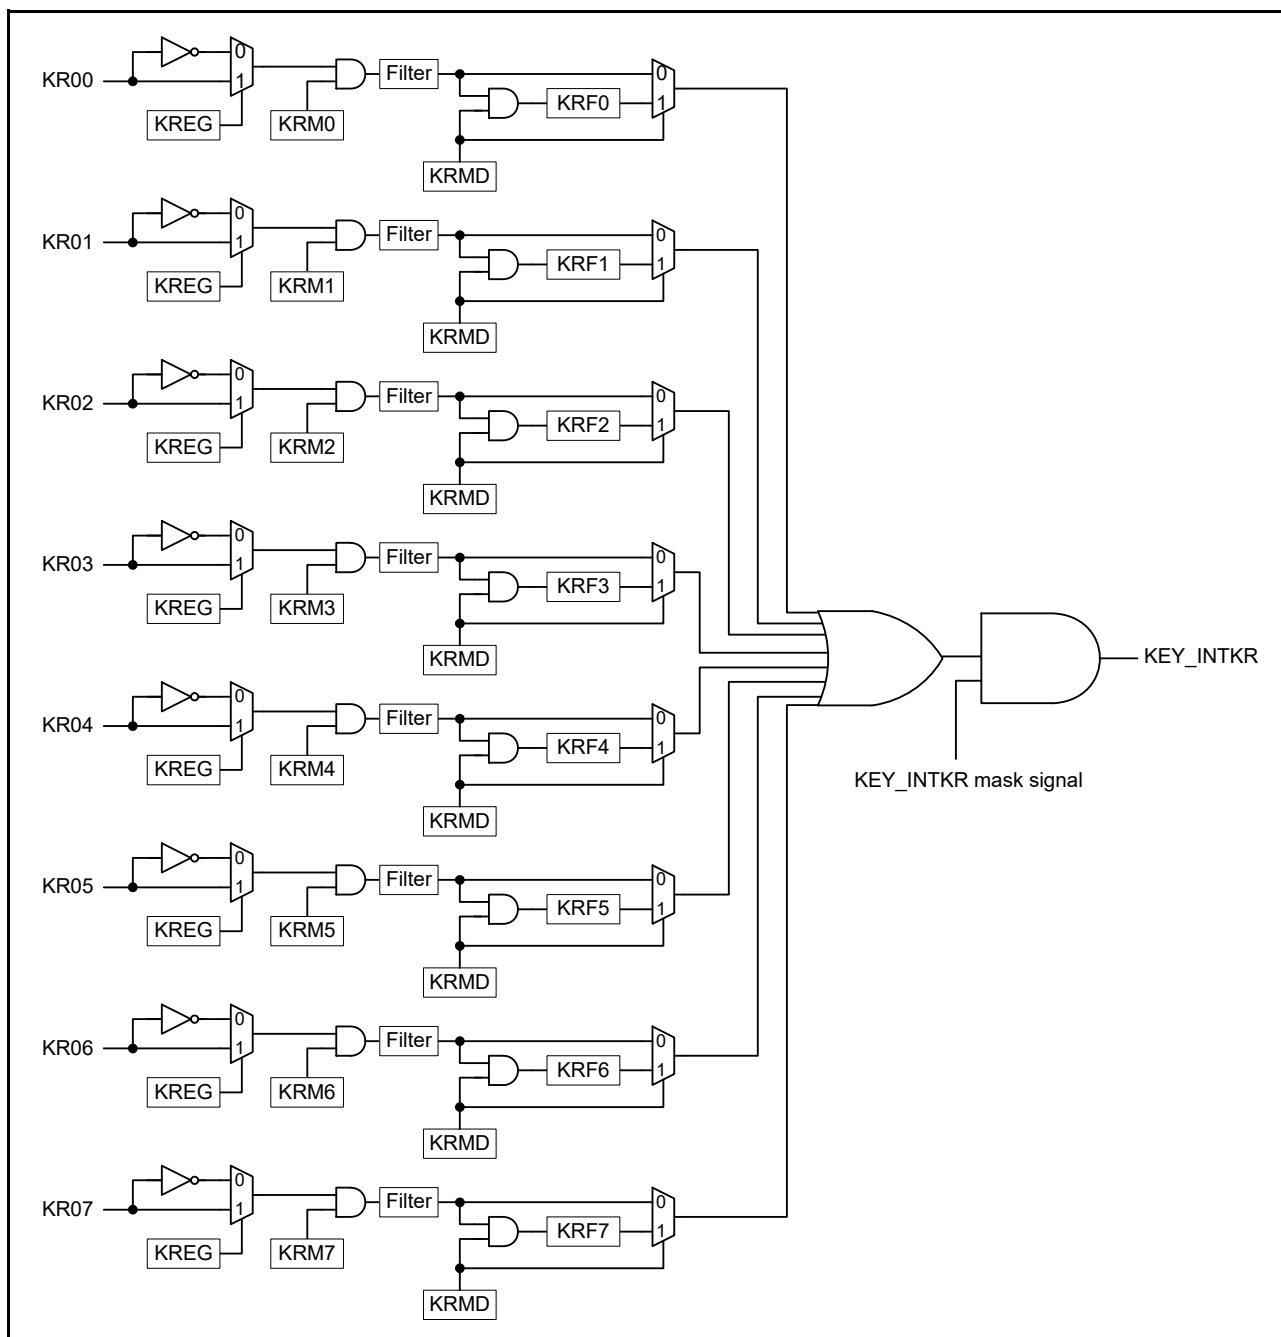 0
KR00
1
Filter
0
KREG
KRM0
KRF0
1
KRMD
0
KR01
1
Filter
0
KREG
KRM1
KRF1
1
KRMD
0
KR02
1
Filter
0
KREG
KRM2
KRF2
1
KRMD
0
KR03
1
Filter
0
KREG
KRM3
KRF3
1
KRMD
KEY_INTKR
0
KR04
1
Filter
0
KREG
KRM4
KRF4
1
KRMD
KEY_INTKR mask signal
0
KR05
1
Filter
0
KREG
KRM5
KRF5
1
KRMD
0
KR06
1
Filter
0
KREG
KRM6
KRF6
1
KRMD
0
KR07
1
Filter
0
KREG
KRM7
KRF7
1
KRMD